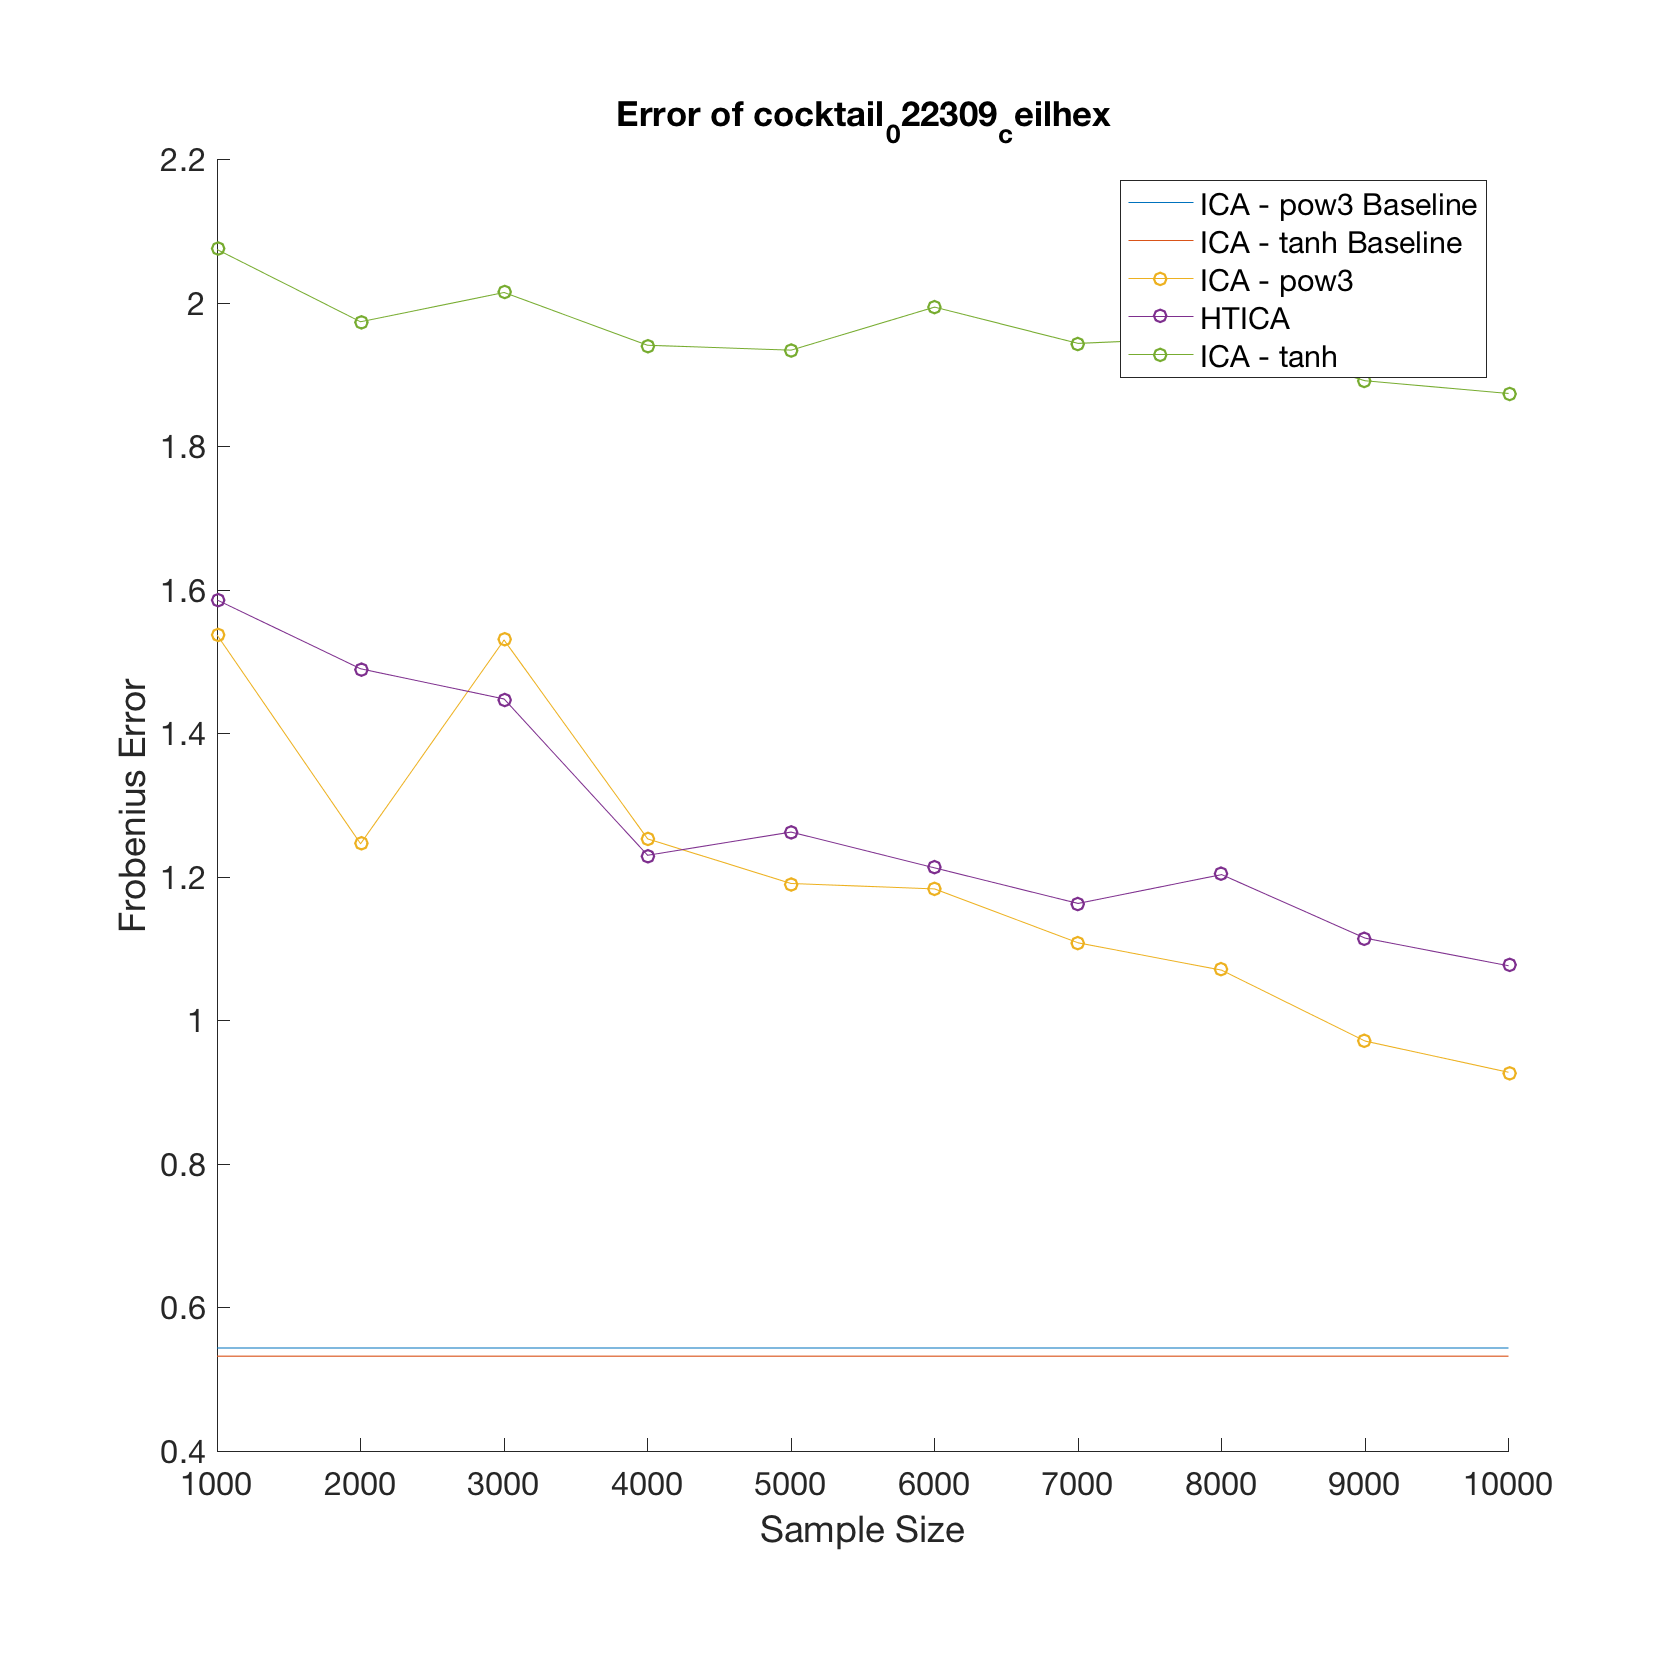 Error of cocktail_022309_ceilhex
2.2
2
1.8
1.6
1.4
1.2
1
0.8
0.6
0.4
Frobenius Error
ICA - pow3 Baseline
ICA - tanh Baseline
ICA - pow3
HTICA
ICA - tanh
1000 2000 3000 4000 5000 6000 7000 8000 9000 10000
Sample Size